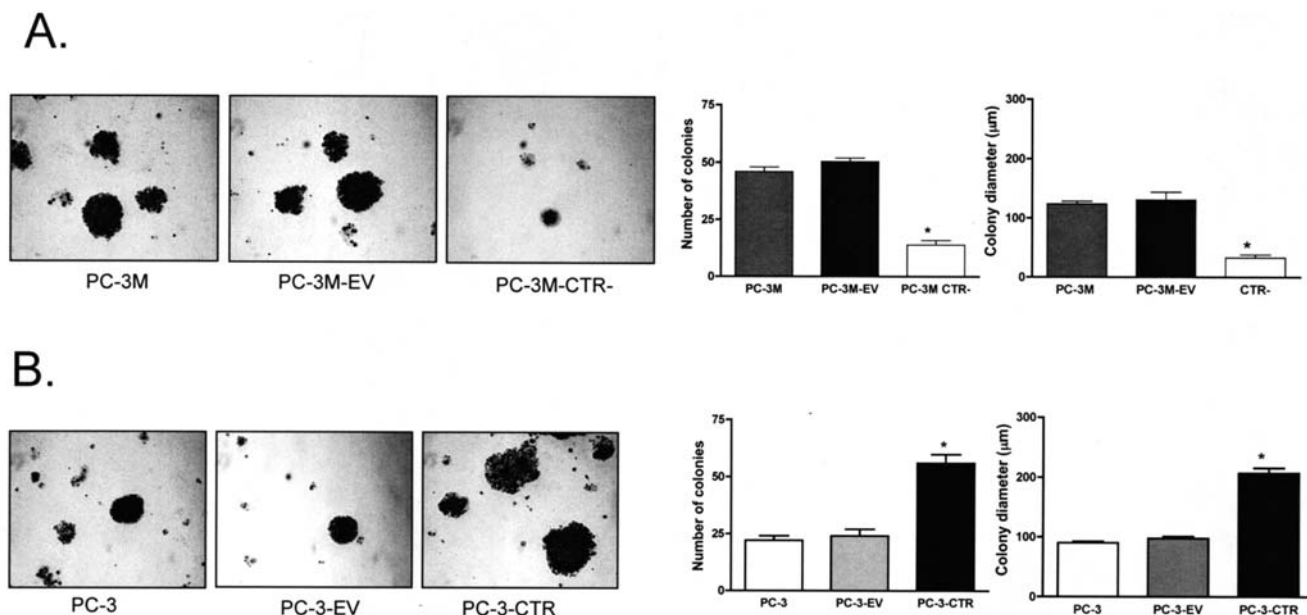 A.
PC-3M
PC-3M-EV
PC-3M-CTR-
Number of colonies
75
50
25
0
*
PC-3M
PC-3M-EV
PC-3M CTR-
Colony diameter (μm)
300
200
100
0
*
PC-3M
PC-3M-EV
CTR-
B.
PC-3
PC-3-EV
PC-3-CTR
Number of colonies
75
50
25
0
*
PC-3
PC-3-EV
PC-3-CTR
Colony diameter (μm)
300
200
100
0
*
PC-3
PC-3-EV
PC-3-CTR